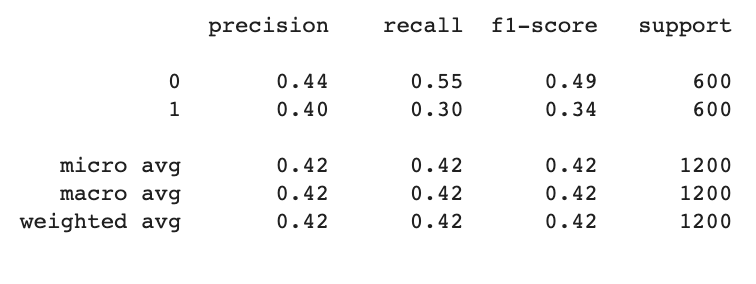 precision recall f1-score support
0 0.44 0.55 0.49 600
1 0.40 0.30 0.34 600
micro avg 0.42 0.42 0.42 1200
macro avg 0.42 0.42 0.42 1200
weighted avg 0.42 0.42 0.42 1200